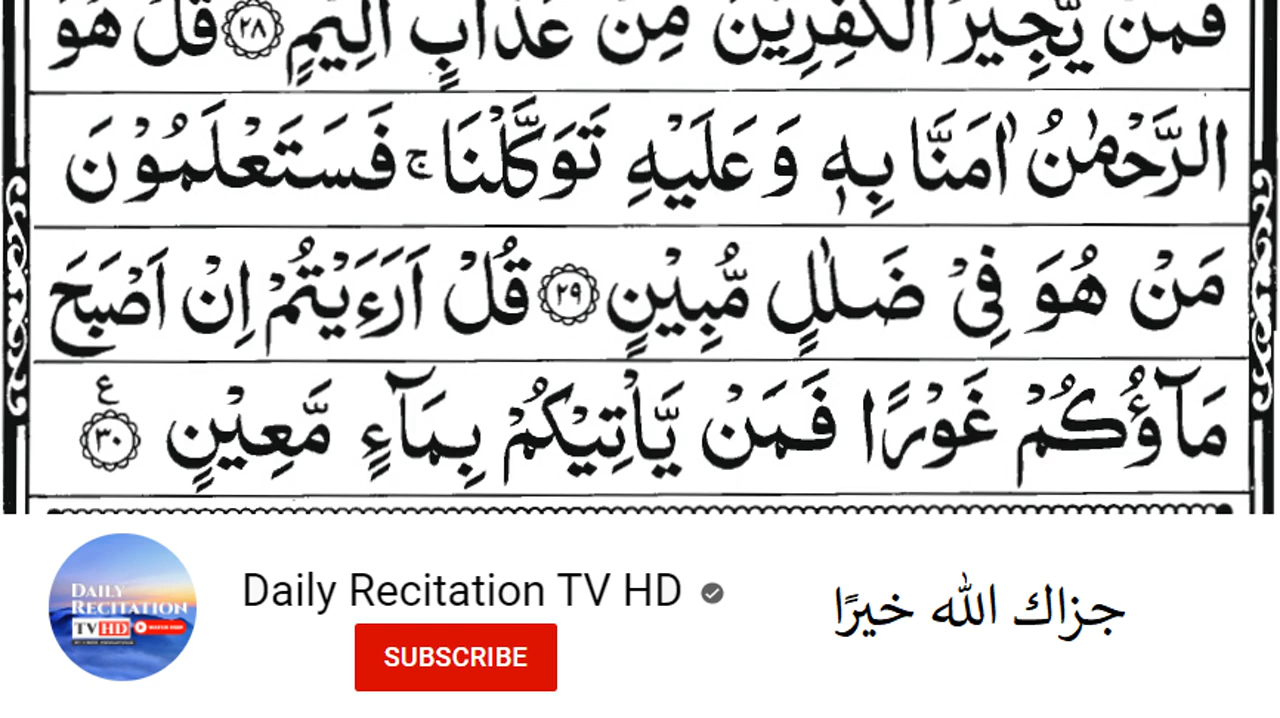 فَمَنْ يُّجِيْرُ الْكٰفِرِيْنَ مِنْ عَذَابٍ اَلِيْمٍ ۝٢٨ قُلْ هُوَ
الرَّحْمٰنُ اٰمَنَّا بِهٖ وَعَلَيْهِ تَوَكَّلْنَا ۚ فَسَتَعْلَمُوْنَ
مَنْ هُوَ فِيْ ضَلٰلٍ مُّبِيْنٍ ۝٢٩ قُلْ اَرَءَيْتُمْ اِنْ اَصْبَحَ
مَآؤُكُمْ غَوْرًا فَمَنْ يَّاْتِيْكُمْ بِمَآءٍ مَّعِيْنٍ ۝٣٠ ع
DAILY
RECITATION
TV HD
Daily Recitation TV HD
SUBSCRIBE
جزاك الله خيرًا